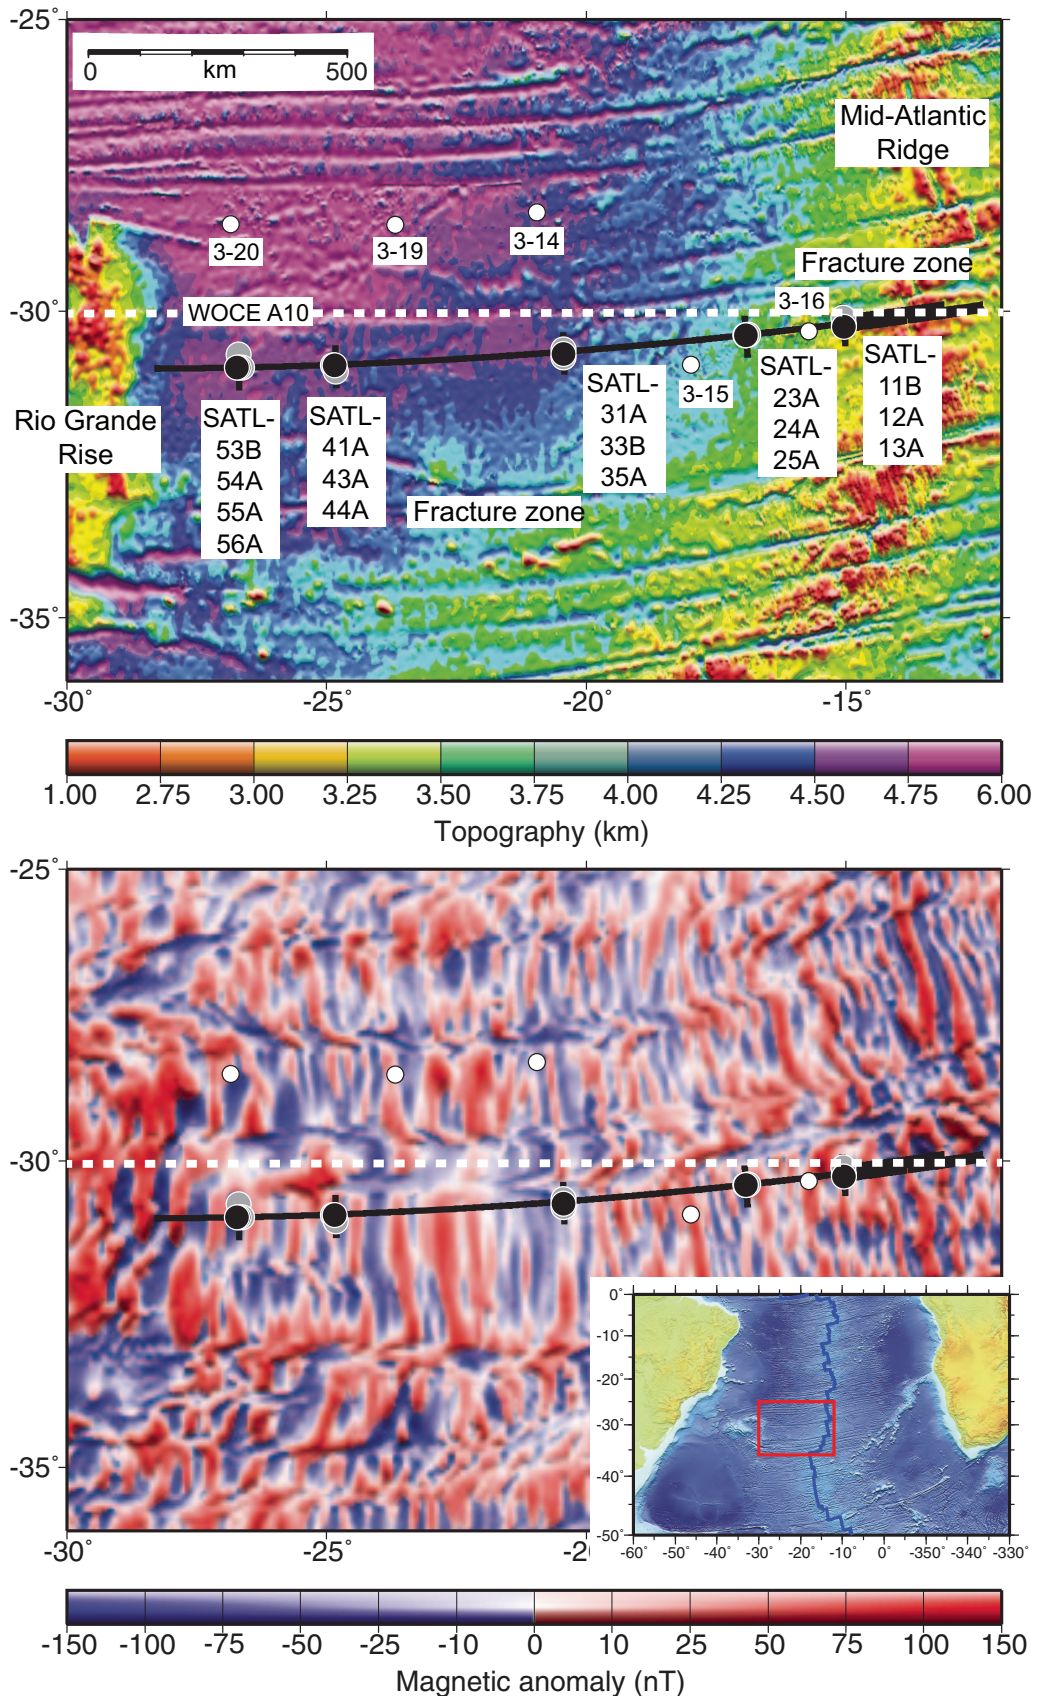 -25°
0 500
km
Mid-Atlantic
Ridge
3-20
3-19
3-14
Fracture zone
-30°
WOCE A10
3-16
3-15
Rio Grande
Rise
SATL-
53B
54A
55A
56A
SATL-
41A
43A
44A
SATL-
31A
33B
35A
SATL-
23A
24A
25A
SATL-
11B
12A
13A
Fracture zone
-35°
-30° -25° -20° -15°
1.00 2.75 3.00 3.25 3.50 3.75 4.00 4.25 4.50 4.75 6.00
Topography (km)
-25°
-30°
-35°
-30° -25° -2
0°
-10°
-20°
-30°
-40°
-50°
-60° -50° -40° -30° -20° -10° 0° -350° -340° -330°
-150 -100 -75 -50 -25 -10 0 10 25 50 75 100 150
Magnetic anomaly (nT)